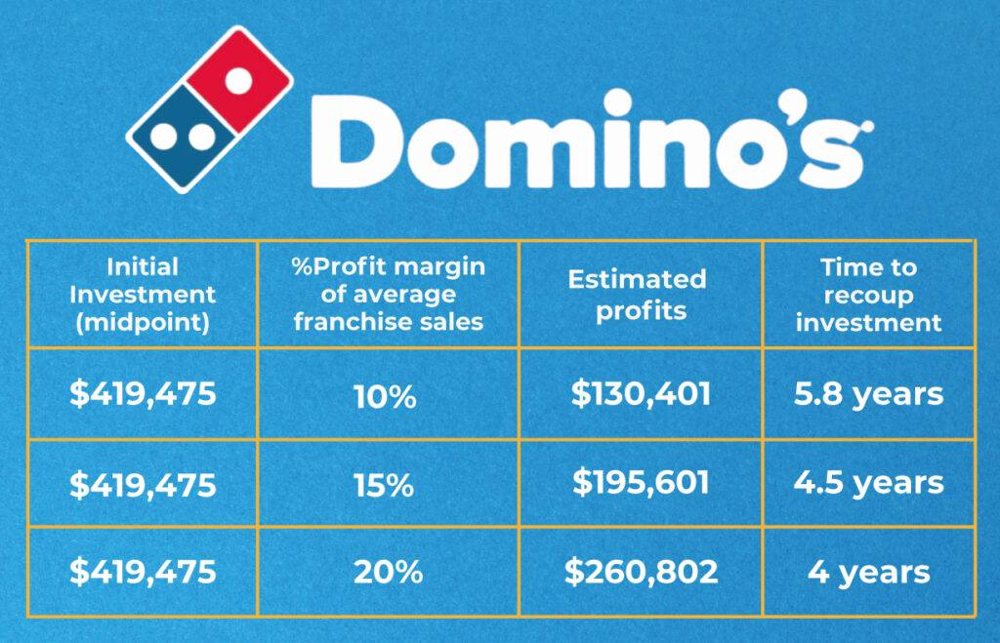 Domino's
Initial
Investment
(midpoint)
%Profit margin
of average
franchise sales
Estimated
profits
Time to
recoup
investment
$419,475
10%
$130,401
5.8 years
$419,475
15%
$195,601
4.5 years
$419,475
20%
$260,802
4 years